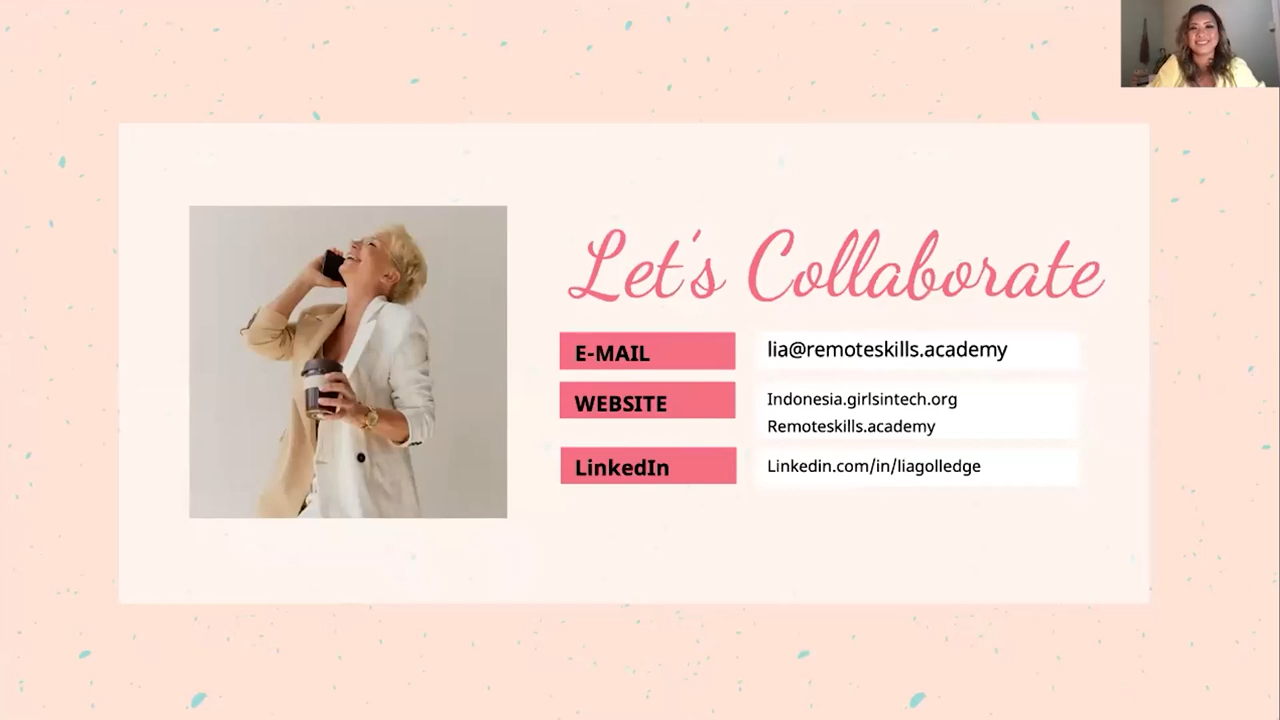 Let's Collaborate
E-MAIL
lia@remoteskills.academy
WEBSITE
Indonesia.girlsintech.org
Remoteskills.academy
LinkedIn
Linkedin.com/in/liagolledge